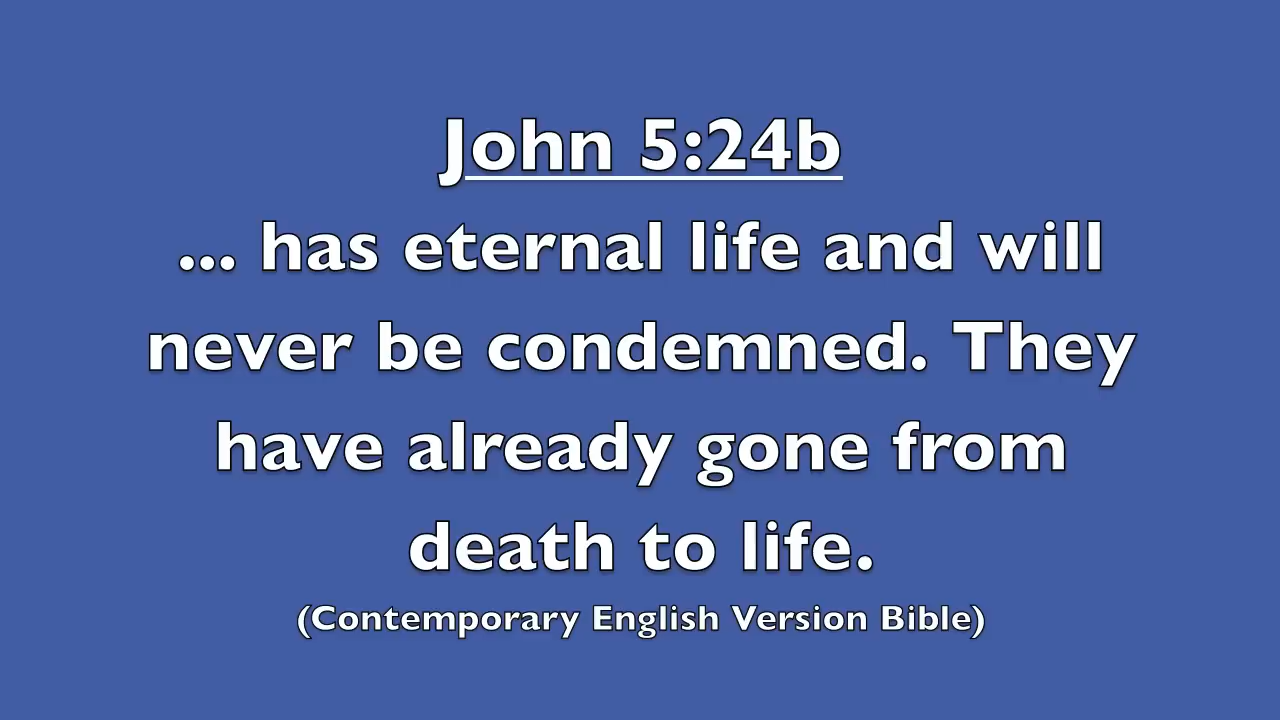 John 5:24b
... has eternal life and will
never be condemned. They
have already gone from
death to life.
(Contemporary English Version Bible)